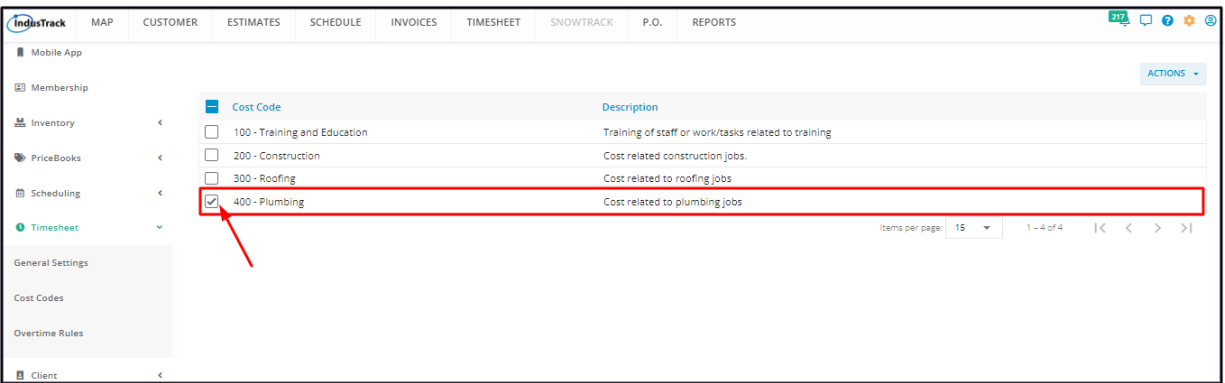 IndusTrack MAP CUSTOMER ESTIMATES SCHEDULE INVOICES TIMESHEET SNOWTRACK P.O. REPORTS 217
Mobile App
ACTIONS
Membership
Cost Code Description
Inventory
100 - Training and Education Training of staff or work/tasks related to training
PriceBooks
200 - Construction Cost related construction jobs.
300 - Roofing Cost related to roofing jobs
Scheduling
400 - Plumbing Cost related to plumbing jobs
Timesheet
Items per page: 15 1 – 4 of 4
General Settings
Cost Codes
Overtime Rules
Client